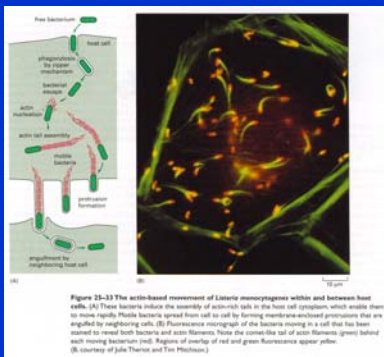 free bacterium
host cell
phagocytosis by zipper
mechanism
bacterial
escape
actin
nucleation
actin tail assembly
motile
bacteria
protrusion
formation
engulfment by
neighboring host cell
(A)
(B)
10 μm
Figure 25–33 The actin-based movement of Listeria monocytogenes within and between host
cells. (A) These bacteria induce the assembly of actin-rich tails in the host cell cytoplasm, which enable them
to move rapidly. Motile bacteria spread from cell to cell by forming membrane-enclosed protrusions that are
engulfed by neighboring cells. (B) Fluorescence micrograph of the bacteria moving in a cell that has been
stained to reveal both bacteria and actin filaments. Note the comet-like tail of actin filaments (green) behind
each moving bacterium (red). Regions of overlap of red and green fluorescence appear yellow.
(B, courtesy of Julie Theriot and Tim Mitchison.)